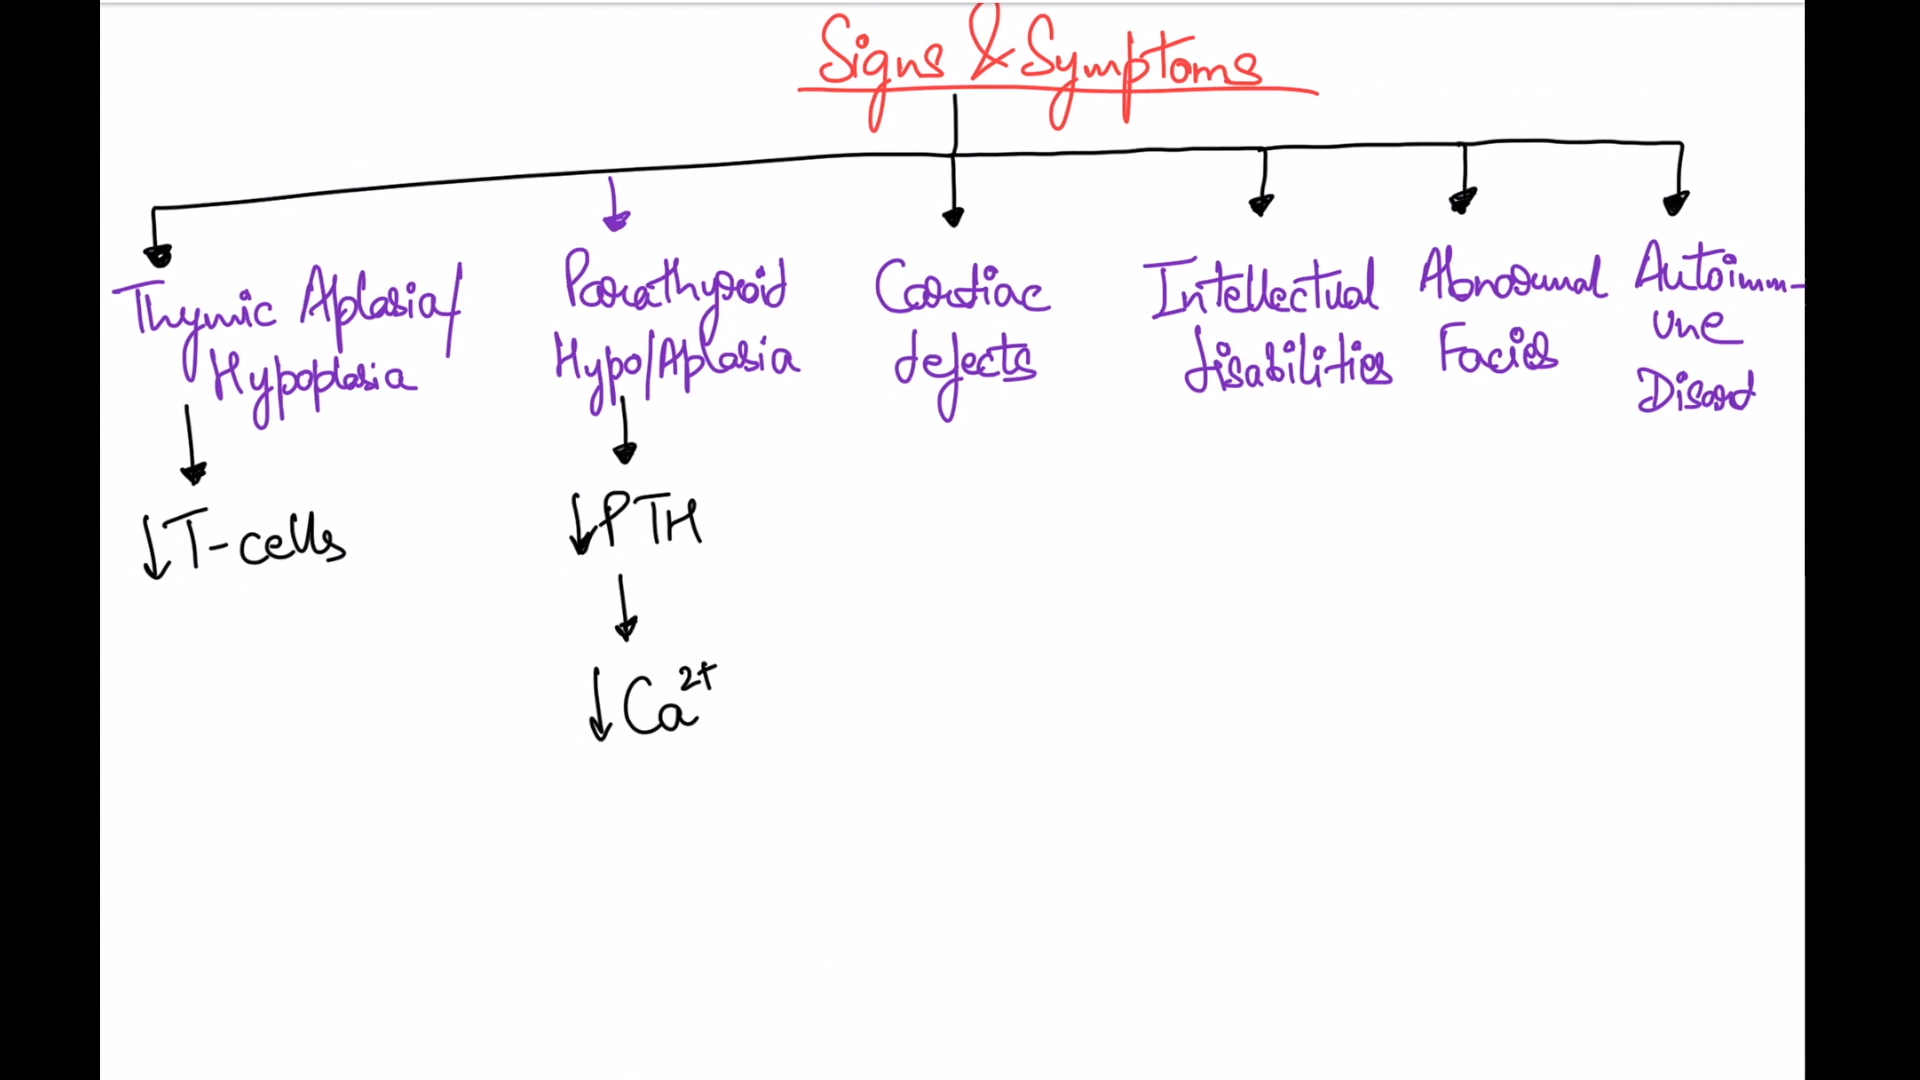 Signs & Symptoms
Thymic Aplasia/
Hypoplasia
↓T-cells
Parathyroid
Hypo/Aplasia
↓PTH
↓Ca²⁺
Cardiac
defects
Intellectual
disabilities
Abnormal
Facies
Autoimm-
une
Disord